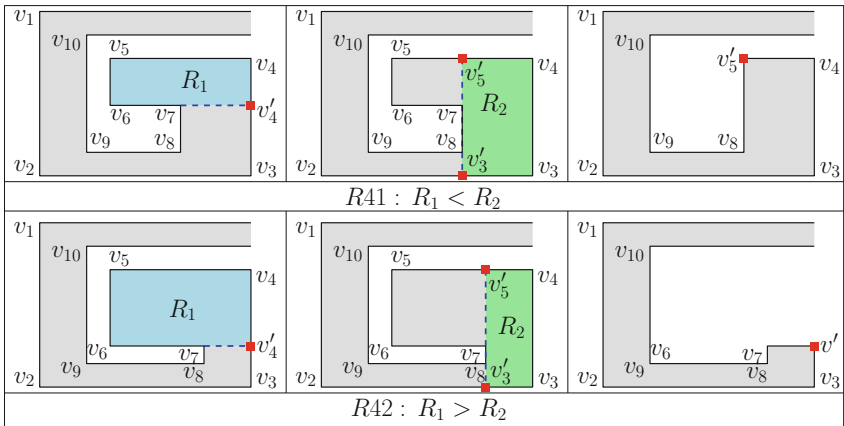 v1 v10 v5 v4 R1 v4' v6 v7 v9 v8 v2 v3
v1 v10 v5 v5' v4 R2 v6 v7 v9 v8 v3' v2 v3
v1 v10 v5' v4 v9 v8 v2 v3
R41 : R1 < R2
v1 v10 v5 v4 R1 v4' v6 v7 v9 v8 v2 v3
v1 v10 v5 v5' v4 R2 v6 v7 v9 v8 v3' v2 v3
v1 v10 v' v6 v7 v9 v8 v2 v3
R42 : R1 > R2